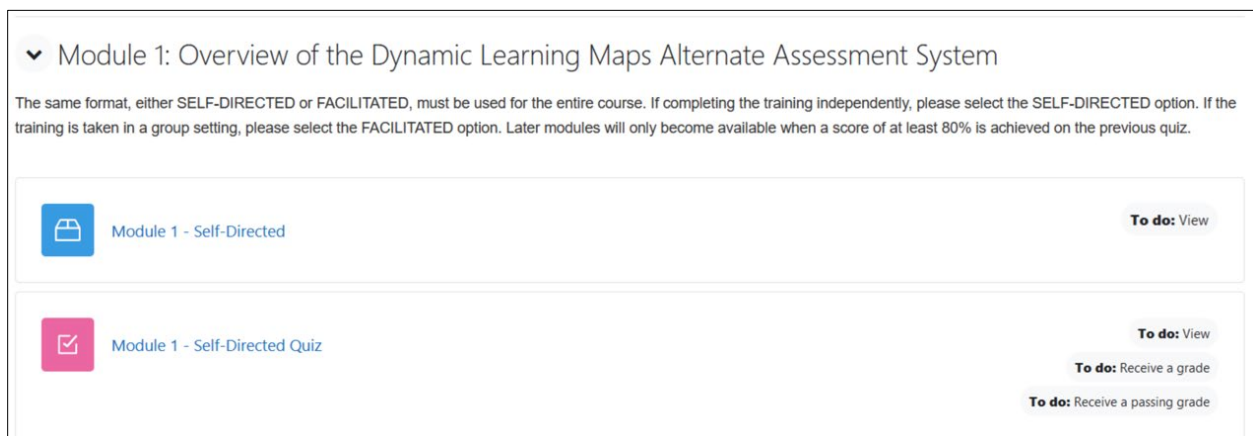 Module 1: Overview of the Dynamic Learning Maps Alternate Assessment System
The same format, either SELF-DIRECTED or FACILITATED, must be used for the entire course. If completing the training independently, please select the SELF-DIRECTED option. If the
training is taken in a group setting, please select the FACILITATED option. Later modules will only become available when a score of at least 80% is achieved on the previous quiz.
Module 1 - Self-Directed
To do: View
Module 1 - Self-Directed Quiz
To do: View
To do: Receive a grade
To do: Receive a passing grade